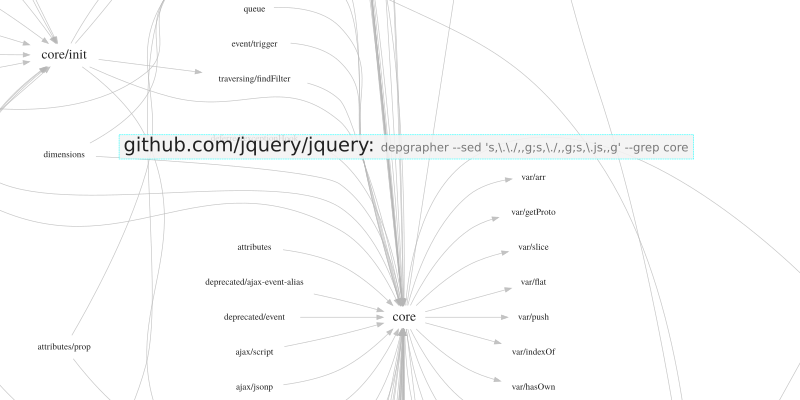 queue
core/init
event/trigger
traversing/findFilter
github.com/jquery/jquery: depgrapher --sed 's,\.\./,,g;s,\./,,g;s,\.js,,g' --grep core
dimensions
var/arr
var/getProto
attributes
var/slice
deprecated/ajax-event-alias
var/flat
deprecated/event
core
var/push
attributes/prop
ajax/script
var/indexOf
ajax/jsonp
var/hasOwn